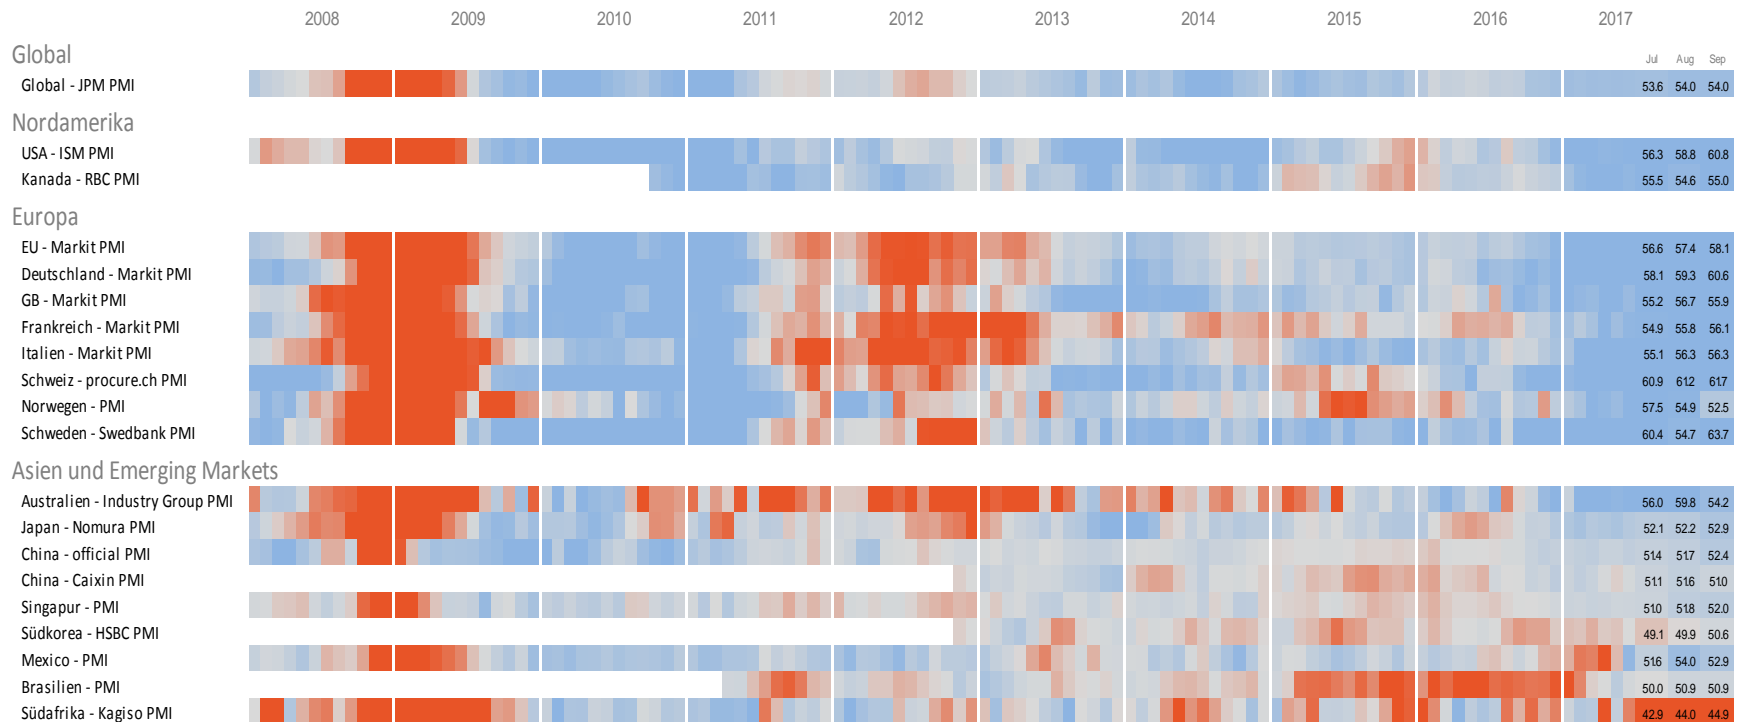 2008 2009 2010 2011 2012 2013 2014 2015 2016 2017
Global Jul Aug Sep
Global - JPM PMI 53.6 54.0 54.0
Nordamerika
USA - ISM PMI 56.3 58.8 60.8
Kanada - RBC PMI 55.5 54.6 55.0
Europa
EU - Markit PMI 56.6 57.4 58.1
Deutschland - Markit PMI 58.1 59.3 60.6
GB - Markit PMI 55.2 56.7 55.9
Frankreich - Markit PMI 54.9 55.8 56.1
Italien - Markit PMI 55.1 56.3 56.3
Schweiz - procure.ch PMI 60.9 61.2 61.7
Norwegen - PMI 57.5 54.9 52.5
Schweden - Swedbank PMI 60.4 54.7 63.7
Asien und Emerging Markets
Australien - Industry Group PMI 56.0 59.8 54.2
Japan - Nomura PMI 52.1 52.2 52.9
China - official PMI 51.4 51.7 52.4
China - Caixin PMI 51.1 51.6 51.0
Singapur - PMI 51.0 51.8 52.0
Südkorea - HSBC PMI 49.1 49.9 50.6
Mexico - PMI 51.6 54.0 52.9
Brasilien - PMI 50.0 50.9 50.9
Südafrika - Kagiso PMI 42.9 44.0 44.9